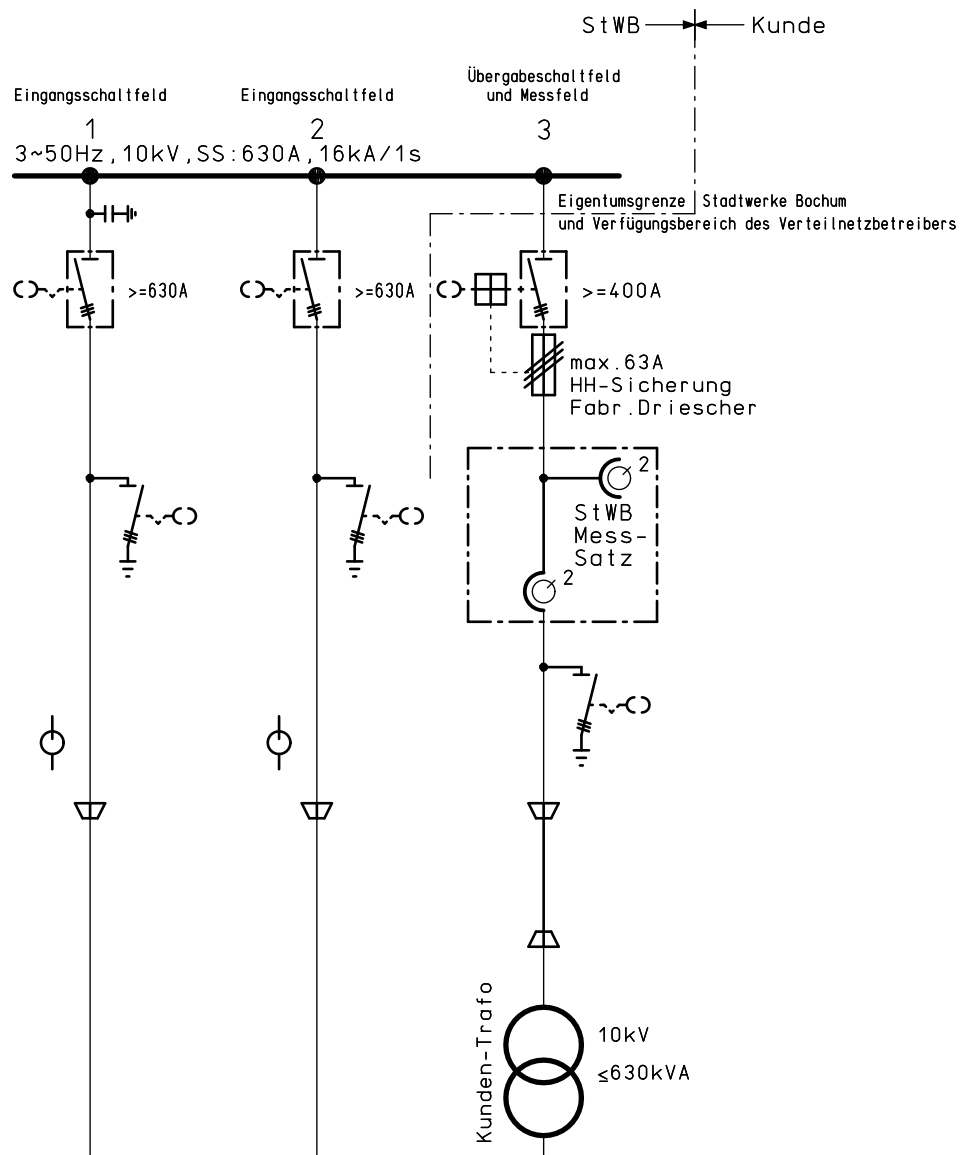 StWB
Kunde
Eingangsschaltfeld
Eingangsschaltfeld
Übergabeschaltfeld
und Messfeld
1
2
3
3~50Hz,10kV,SS:630A,16kA/1s
Eigentumsgrenze Stadtwerke Bochum
und Verfügungsbereich des Verteilnetzbetreibers
>=630A
>=630A
>=400A
max.63A
HH-Sicherung
Fabr.Driescher
2
StWB
Mess-
Satz
2
Kunden-Trafo
10kV
≤630kVA